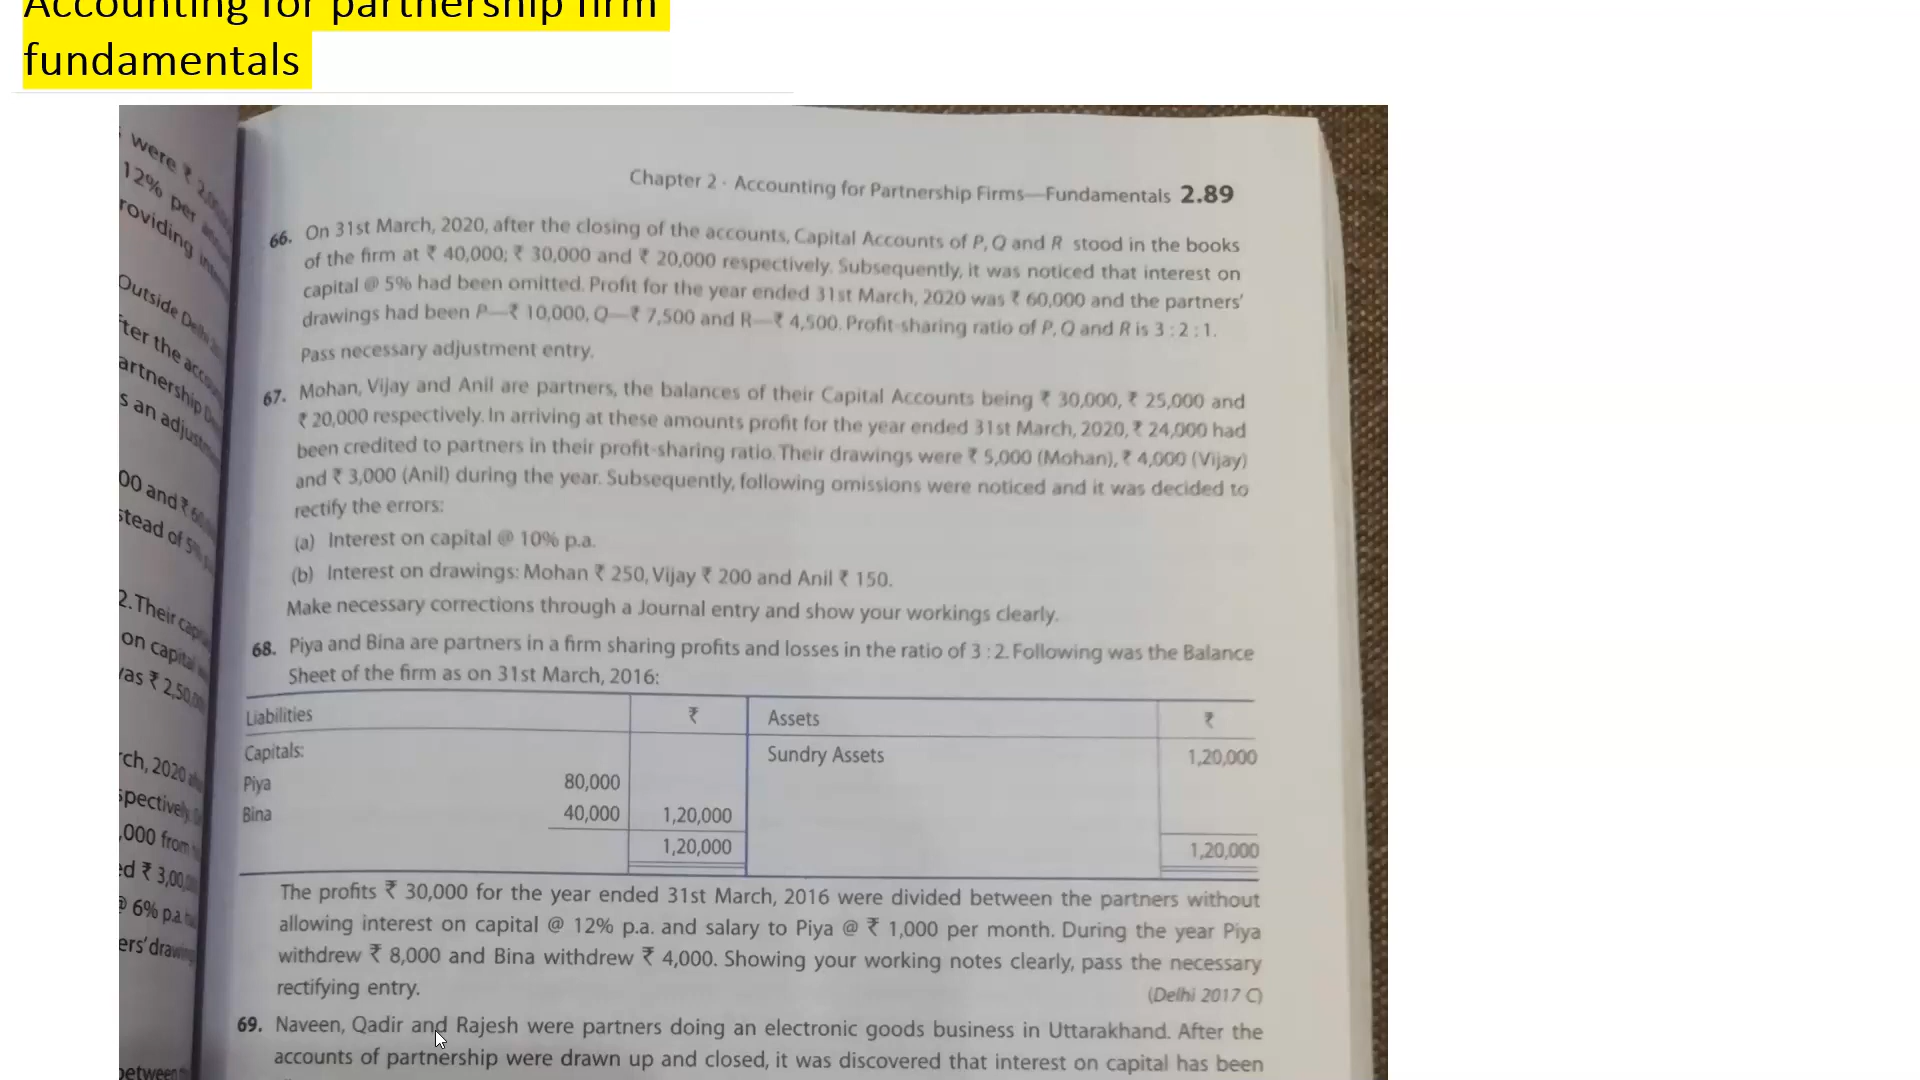 Accounting for partnership firm
fundamentals
Chapter 2 · Accounting for Partnership Firms—Fundamentals 2.89
66. On 31st March, 2020, after the closing of the accounts, Capital Accounts of P, Q and R stood in the books
of the firm at ₹ 40,000; ₹ 30,000 and ₹ 20,000 respectively. Subsequently, it was noticed that interest on
capital @ 5% had been omitted. Profit for the year ended 31st March, 2020 was ₹ 60,000 and the partners'
drawings had been P—₹ 10,000, Q—₹ 7,500 and R—₹ 4,500. Profit-sharing ratio of P, Q and R is 3 : 2 : 1.
Pass necessary adjustment entry.
67. Mohan, Vijay and Anil are partners, the balances of their Capital Accounts being ₹ 30,000, ₹ 25,000 and
₹ 20,000 respectively. In arriving at these amounts profit for the year ended 31st March, 2020, ₹ 24,000 had
been credited to partners in their profit-sharing ratio. Their drawings were ₹ 5,000 (Mohan), ₹ 4,000 (Vijay)
and ₹ 3,000 (Anil) during the year. Subsequently, following omissions were noticed and it was decided to
rectify the errors:
(a) Interest on capital @ 10% p.a.
(b) Interest on drawings: Mohan ₹ 250, Vijay ₹ 200 and Anil ₹ 150.
Make necessary corrections through a Journal entry and show your workings clearly.
68. Piya and Bina are partners in a firm sharing profits and losses in the ratio of 3 : 2. Following was the Balance
Sheet of the firm as on 31st March, 2016:
Liabilities ₹ Assets ₹
Capitals: Sundry Assets 1,20,000
Piya 80,000
Bina 40,000 1,20,000
1,20,000 1,20,000
The profits ₹ 30,000 for the year ended 31st March, 2016 were divided between the partners without
allowing interest on capital @ 12% p.a. and salary to Piya @ ₹ 1,000 per month. During the year Piya
withdrew ₹ 8,000 and Bina withdrew ₹ 4,000. Showing your working notes clearly, pass the necessary
rectifying entry. (Delhi 2017 C)
69. Naveen, Qadir and Rajesh were partners doing an electronic goods business in Uttarakhand. After the
accounts of partnership were drawn up and closed, it was discovered that interest on capital has been